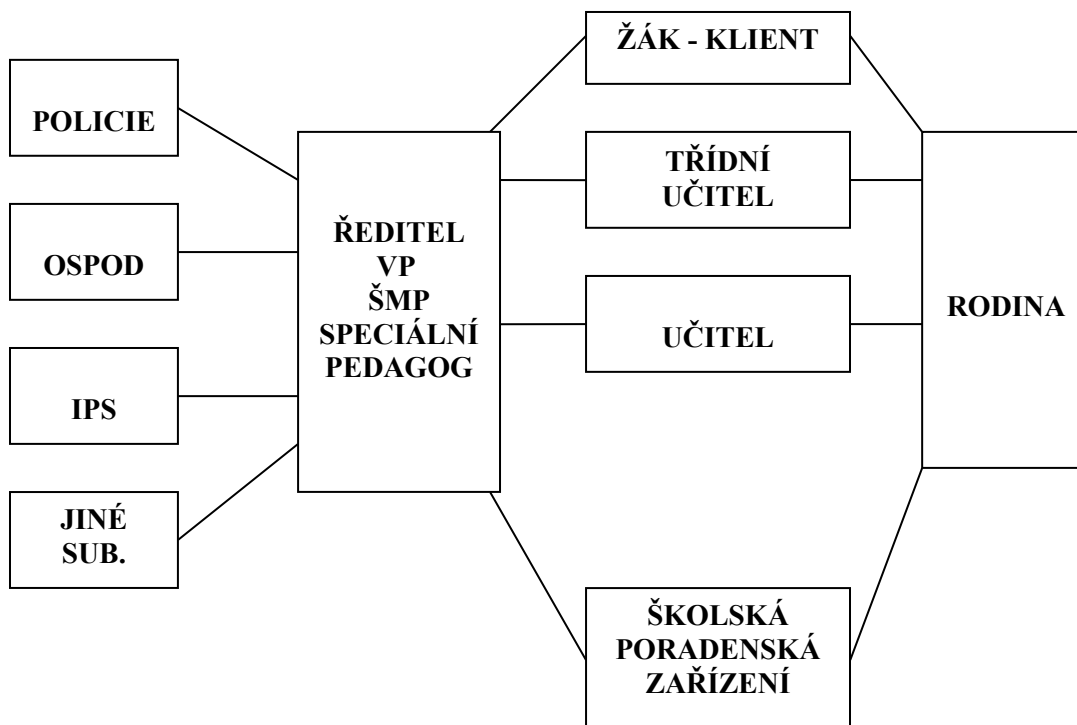 POLICIE
OSPOD
IPS
JINÉ
SUB.
ŘEDITEL
VP
ŠMP
SPECIÁLNÍ
PEDAGOG
ŽÁK - KLIENT
TŘÍDNÍ
UČITEL
UČITEL
ŠKOLSKÁ
PORADENSKÁ
ZAŘÍZENÍ
RODINA